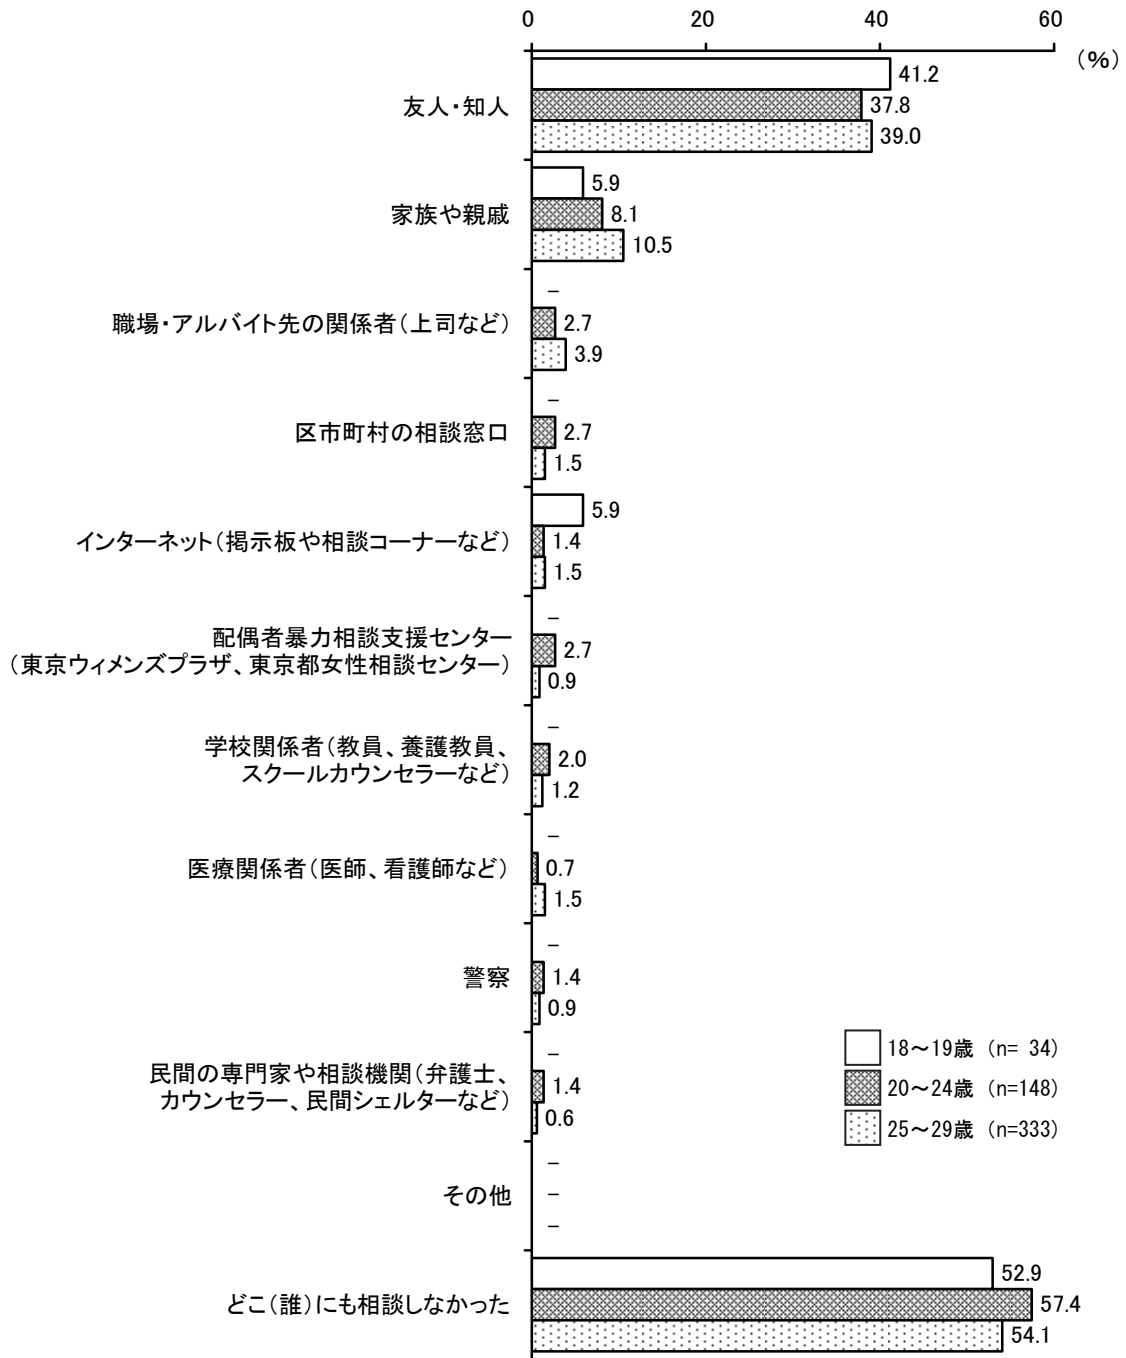 0 20 40 60
（%）
友人・知人
41.2
37.8
39.0
家族や親戚
5.9
8.1
10.5
職場・アルバイト先の関係者（上司など）
–
2.7
3.9
区市町村の相談窓口
–
2.7
1.5
インターネット（掲示板や相談コーナーなど）
5.9
1.4
1.5
配偶者暴力相談支援センター
（東京ウィメンズプラザ、東京都女性相談センター）
–
2.7
0.9
学校関係者（教員、養護教員、
スクールカウンセラーなど）
–
2.0
1.2
医療関係者（医師、看護師など）
–
0.7
1.5
警察
–
1.4
0.9
民間の専門家や相談機関（弁護士、
カウンセラー、民間シェルターなど）
–
1.4
0.6
その他
–
–
–
どこ（誰）にも相談しなかった
52.9
57.4
54.1
18～19歳 (n= 34)
20～24歳 (n=148)
25～29歳 (n=333)